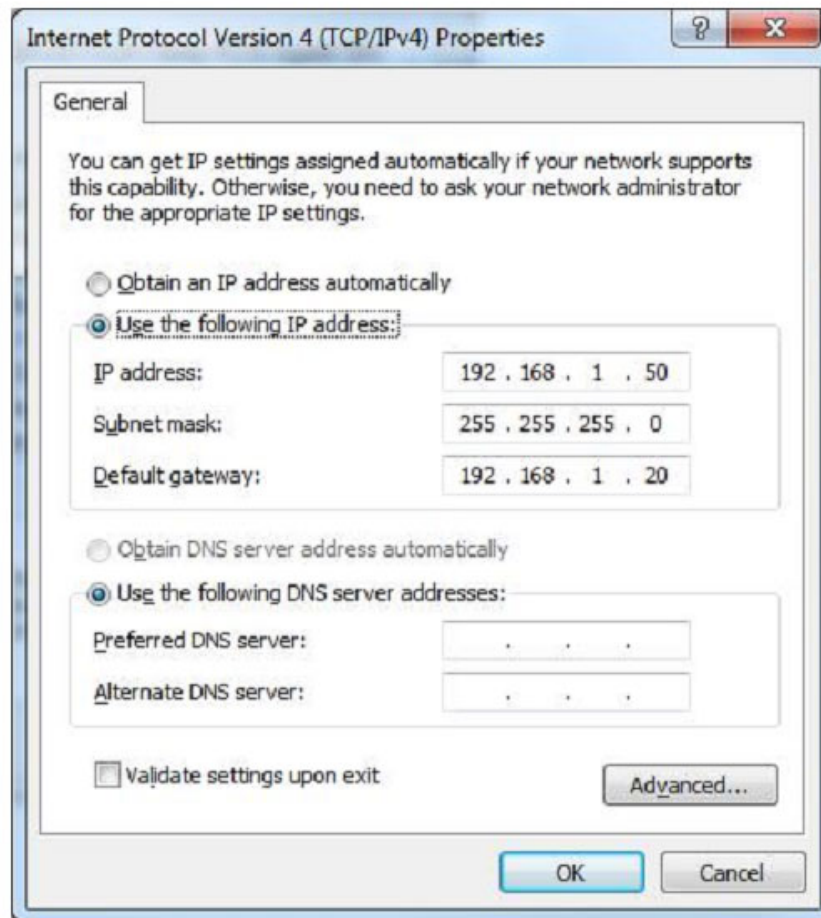 Internet Protocol Version 4 (TCP/IPv4) Properties
General
You can get IP settings assigned automatically if your network supports
this capability. Otherwise, you need to ask your network administrator
for the appropriate IP settings.
Obtain an IP address automatically
Use the following IP address:
IP address: 192 . 168 . 1 . 50
Subnet mask: 255 . 255 . 255 . 0
Default gateway: 192 . 168 . 1 . 20
Obtain DNS server address automatically
Use the following DNS server addresses:
Preferred DNS server: . . .
Alternate DNS server: . . .
Validate settings upon exit
Advanced...
OK Cancel